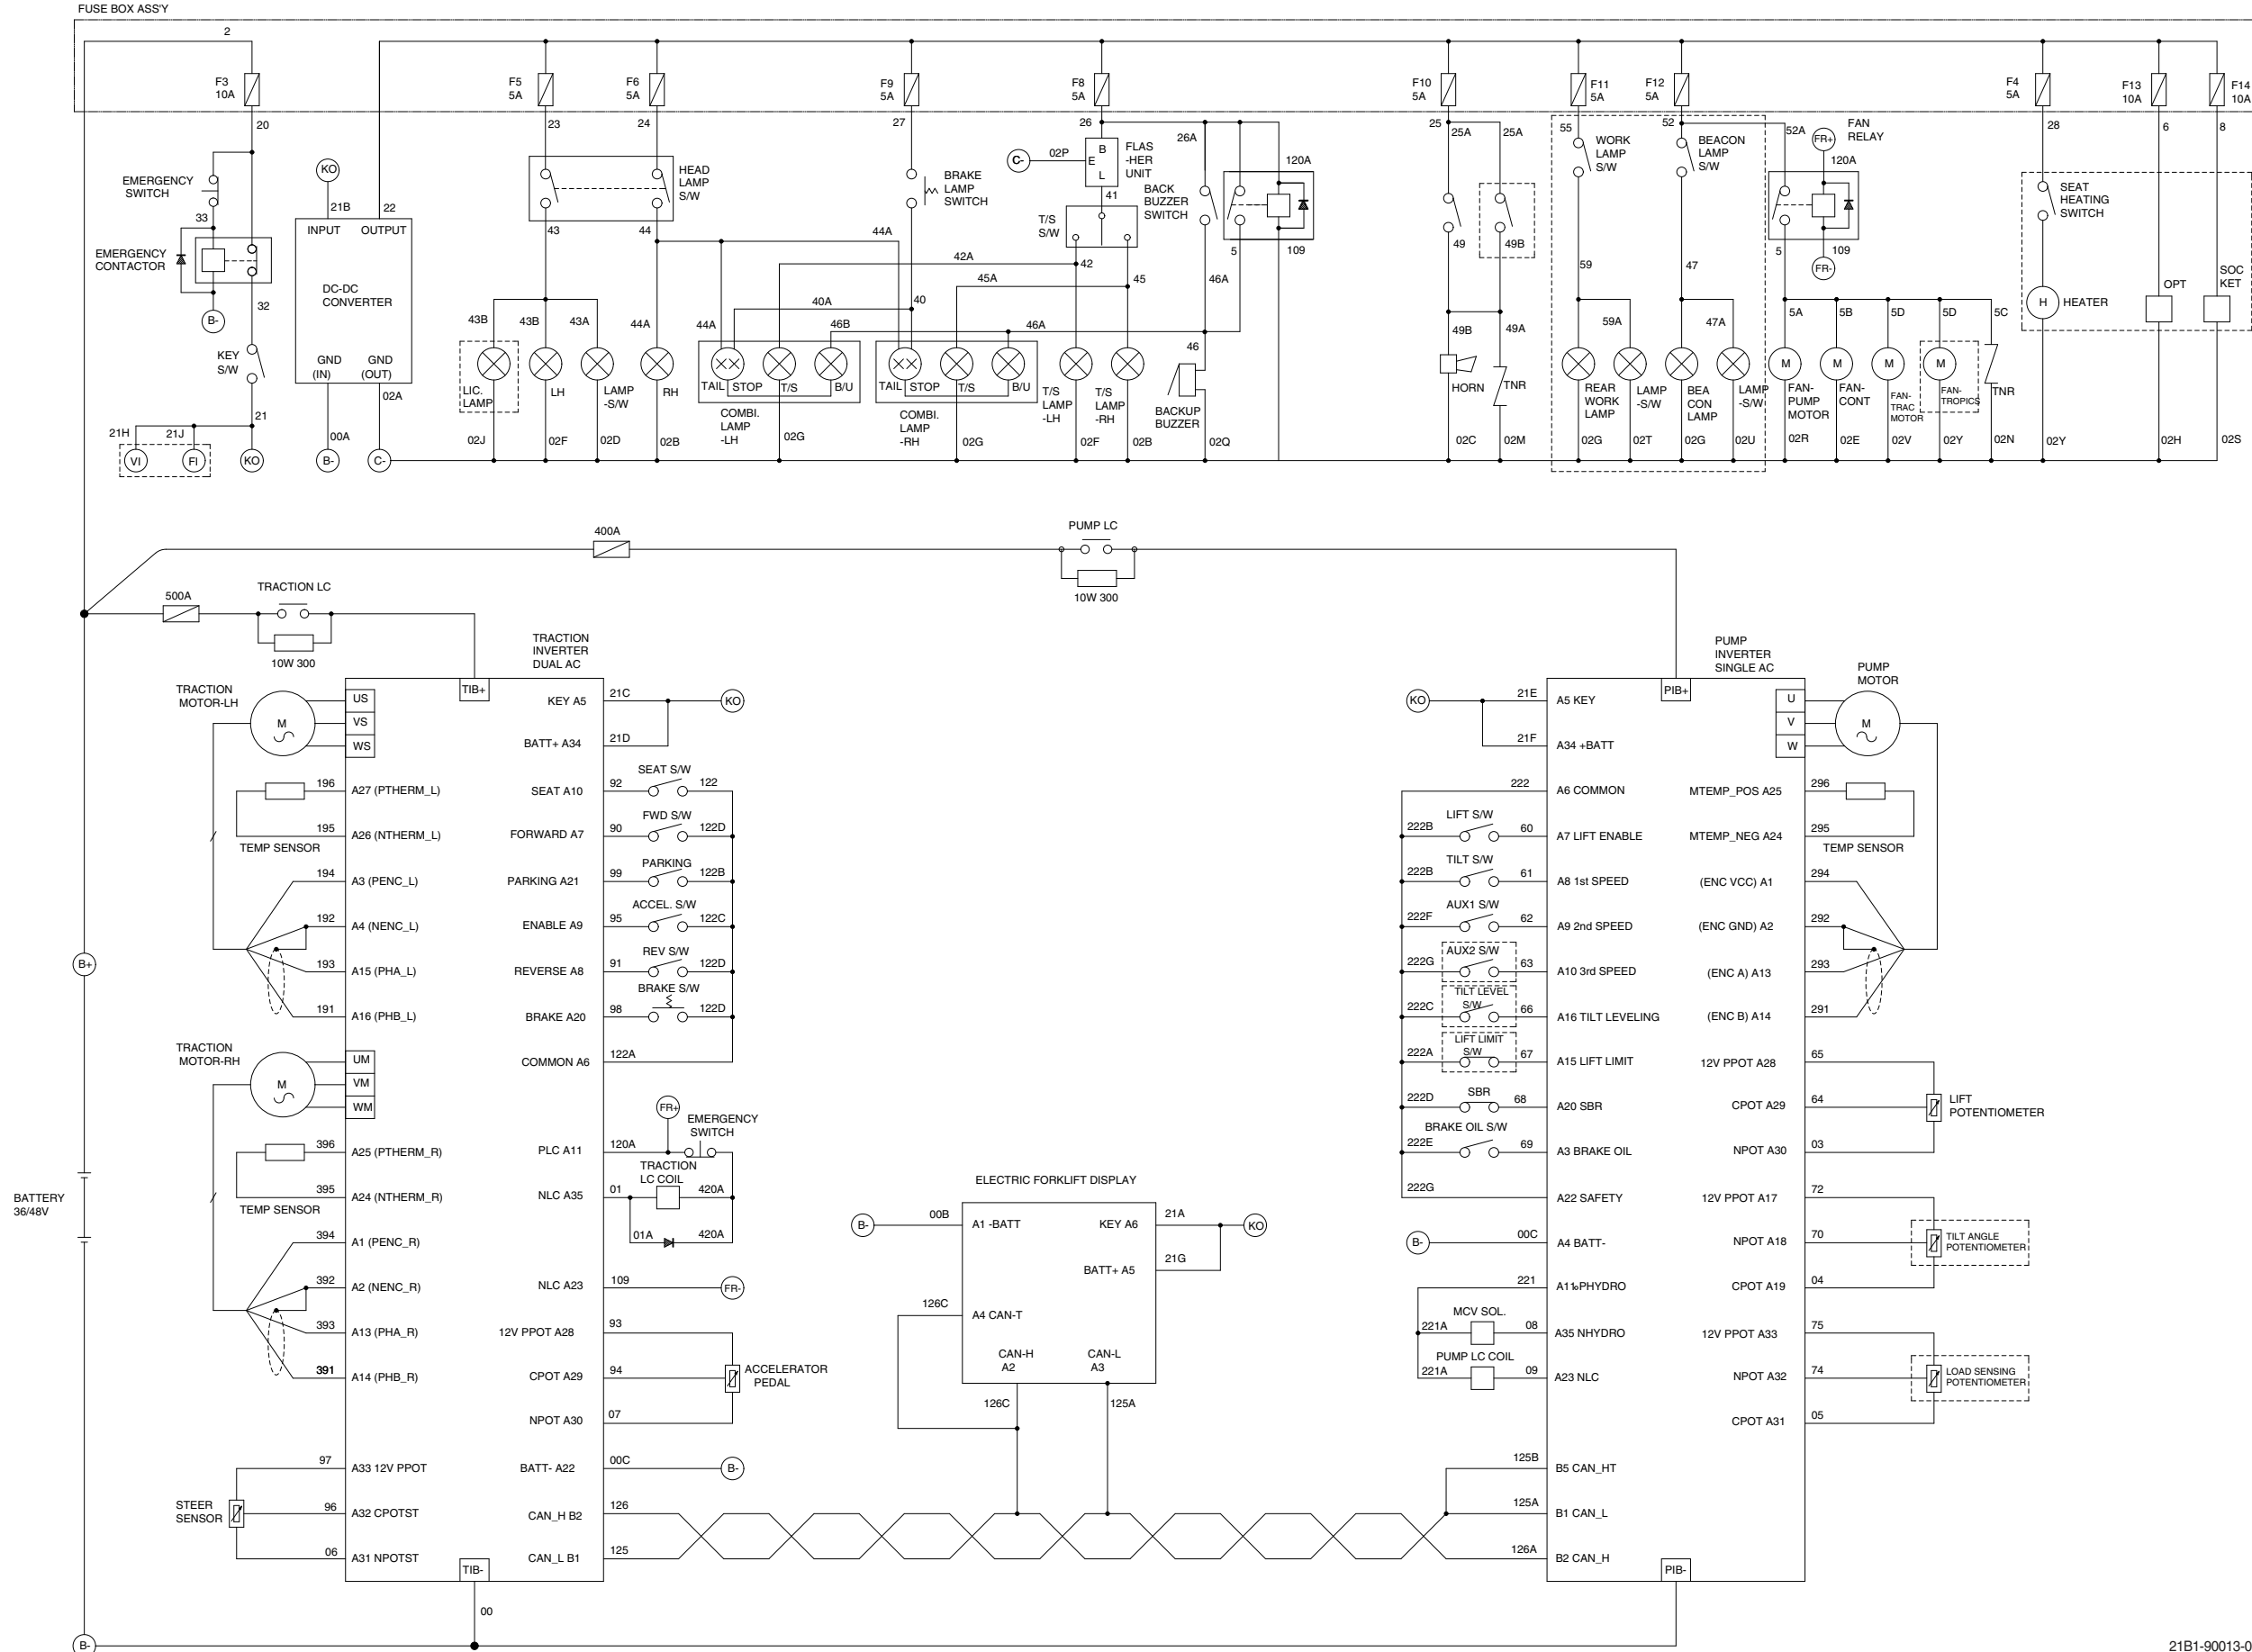 FUSE BOX ASS'Y
2
F3
10A
F5
5A
F6
5A
F9
5A
F8
5A
F10
5A
F11
5A
F12
5A
F4
5A
F13
10A
F14
10A
20
23
24
27
26
26A
25
25A
25A
55
52
52A
28
6
8
EMERGENCY
SWITCH
33
EMERGENCY
CONTACTOR
B-
32
KEY
S/W
21
21H
21J
VI
FI
KO
KO
21B
22
INPUT
OUTPUT
DC-DC
CONVERTER
GND
(IN)
GND
(OUT)
00A
02A
B-
C-
HEAD
LAMP
S/W
43
44
BRAKE
LAMP
SWITCH
C-
02P
B
E
L
FLAS
-HER
UNIT
41
T/S
S/W
BACK
BUZZER
SWITCH
120A
5
109
44A
42A
42
45A
45
40A
40
46A
46B
46A
43B
43B
43A
44A
44A
LIC.
LAMP
LH
LAMP
-S/W
RH
TAIL
STOP
T/S
B/U
COMBI.
LAMP
-LH
TAIL
STOP
T/S
B/U
COMBI.
LAMP
-RH
T/S
LAMP
-LH
T/S
LAMP
-RH
46
BACKUP
BUZZER
02J
02F
02D
02B
02G
02G
02F
02B
02Q
49
49B
49B
49A
HORN
TNR
02C
02M
WORK
LAMP
S/W
BEACON
LAMP
S/W
59
47
59A
47A
REAR
WORK
LAMP
LAMP
-S/W
BEA
CON
LAMP
LAMP
-S/W
02G
02T
02G
02U
FR+
FAN
RELAY
120A
5
109
FR-
5A
5B
5D
5D
5C
M
M
M
M
FAN-
PUMP
MOTOR
FAN-
CONT
FAN-
TRAC
MOTOR
FAN-
TROPICS
TNR
02R
02E
02V
02Y
02N
SEAT
HEATING
SWITCH
H
HEATER
OPT
SOC
KET
02Y
02H
02S
400A
PUMP LC
10W 300
500A
TRACTION LC
10W 300
TRACTION
INVERTER
DUAL AC
TIB+
TRACTION
MOTOR-LH
M
US
VS
WS
196
A27 (PTHERM_L)
195
A26 (NTHERM_L)
TEMP SENSOR
194
A3 (PENC_L)
192
A4 (NENC_L)
193
A15 (PHA_L)
191
A16 (PHB_L)
TRACTION
MOTOR-RH
M
UM
VM
WM
396
A25 (PTHERM_R)
395
A24 (NTHERM_R)
TEMP SENSOR
394
A1 (PENC_R)
392
A2 (NENC_R)
393
A13 (PHA_R)
391
A14 (PHB_R)
97
A33 12V PPOT
STEER
SENSOR
96
A32 CPOTST
06
A31 NPOTST
TIB-
00
B+
BATTERY
36/48V
B-
KEY A5
21C
KO
BATT+ A34
21D
SEAT S/W
SEAT A10
92
122
FWD S/W
FORWARD A7
90
122D
PARKING
PARKING A21
99
122B
ACCEL. S/W
ENABLE A9
95
122C
REV S/W
REVERSE A8
91
122D
BRAKE S/W
BRAKE A20
98
122D
COMMON A6
122A
FR+
EMERGENCY
SWITCH
PLC A11
120A
TRACTION
LC COIL
NLC A35
01
420A
01A
420A
NLC A23
109
FR-
12V PPOT A28
93
CPOT A29
94
ACCELERATOR
PEDAL
NPOT A30
07
BATT- A22
00C
B-
CAN_H B2
126
CAN_L B1
125
ELECTRIC FORKLIFT DISPLAY
B-
00B
A1 -BATT
KEY A6
21A
KO
BATT+ A5
21G
126C
A4 CAN-T
CAN-H
A2
CAN-L
A3
126C
125A
PUMP
INVERTER
SINGLE AC
PIB+
PUMP
MOTOR
U
V
W
M
KO
21E
A5 KEY
21F
A34 +BATT
222
A6 COMMON
LIFT S/W
222B
60
A7 LIFT ENABLE
TILT S/W
222B
61
A8 1st SPEED
AUX1 S/W
222F
62
A9 2nd SPEED
AUX2 S/W
222G
63
A10 3rd SPEED
TILT LEVEL
S/W
222C
66
A16 TILT LEVELING
LIFT LIMIT
S/W
222A
67
A15 LIFT LIMIT
SBR
222D
68
A20 SBR
BRAKE OIL S/W
222E
69
A3 BRAKE OIL
222G
A22 SAFETY
B-
00C
A4 BATT-
221
A11 PHYDRO
MCV SOL.
221A
08
A35 NHYDRO
PUMP LC COIL
221A
09
A23 NLC
125B
B5 CAN_HT
125A
B1 CAN_L
126A
B2 CAN_H
PIB-
MTEMP_POS A25
296
MTEMP_NEG A24
295
TEMP SENSOR
(ENC VCC) A1
294
(ENC GND) A2
292
(ENC A) A13
293
(ENC B) A14
291
12V PPOT A28
65
CPOT A29
64
LIFT
POTENTIOMETER
NPOT A30
03
12V PPOT A17
72
NPOT A18
70
TILT ANGLE
POTENTIOMETER
CPOT A19
04
12V PPOT A33
75
NPOT A32
74
LOAD SENSING
POTENTIOMETER
CPOT A31
05
21B1-90013-0